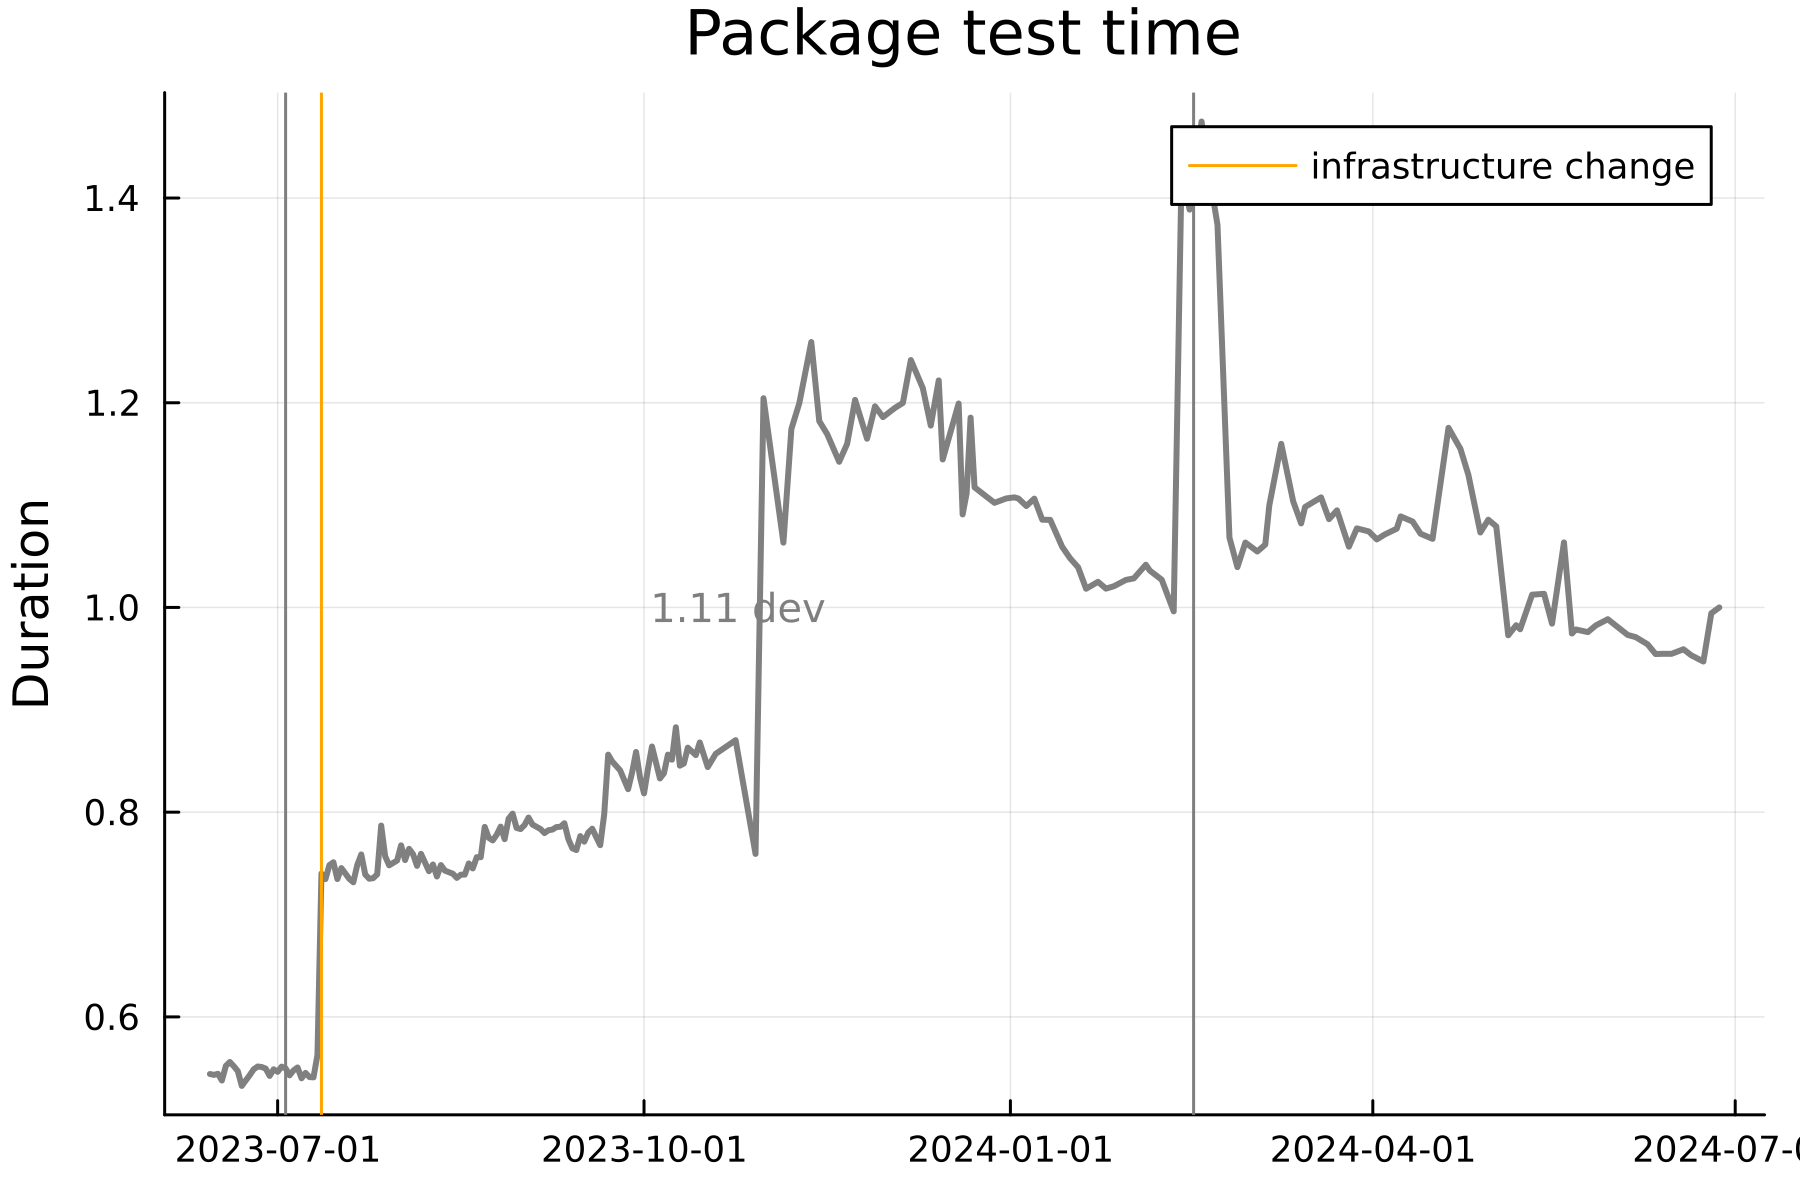 Package test time
infrastructure change
Duration
1.4
1.2
1.0
0.8
0.6
1.11 dev
2023-07-01
2023-10-01
2024-01-01
2024-04-01
2024-07-0